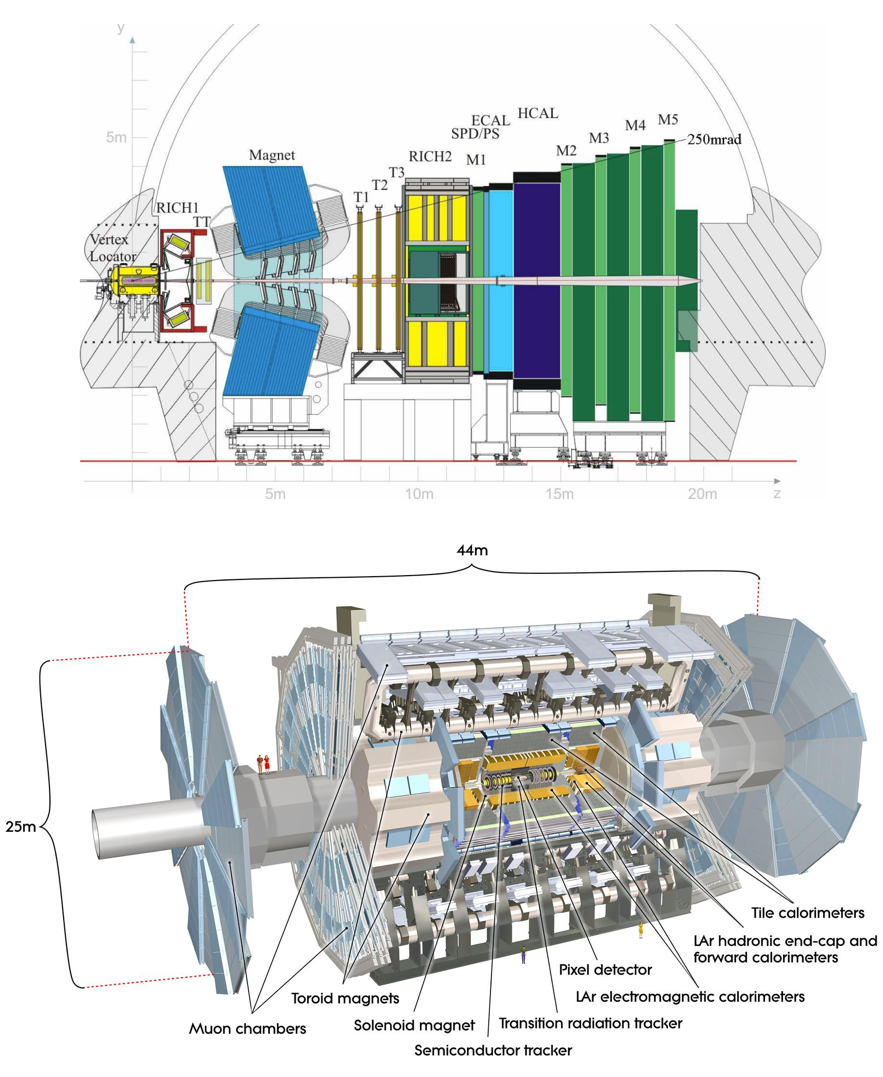 y
5m
Magnet
RICH1
TT
Vertex
Locator
T1
T2
T3
RICH2
M1
SPD/PS
ECAL
HCAL
M2
M3
M4
M5
250mrad
5m
10m
15m
20m
z
44m
25m
Tile calorimeters
LAr hadronic end-cap and
forward calorimeters
Pixel detector
LAr electromagnetic calorimeters
Toroid magnets
Muon chambers
Solenoid magnet
Transition radiation tracker
Semiconductor tracker